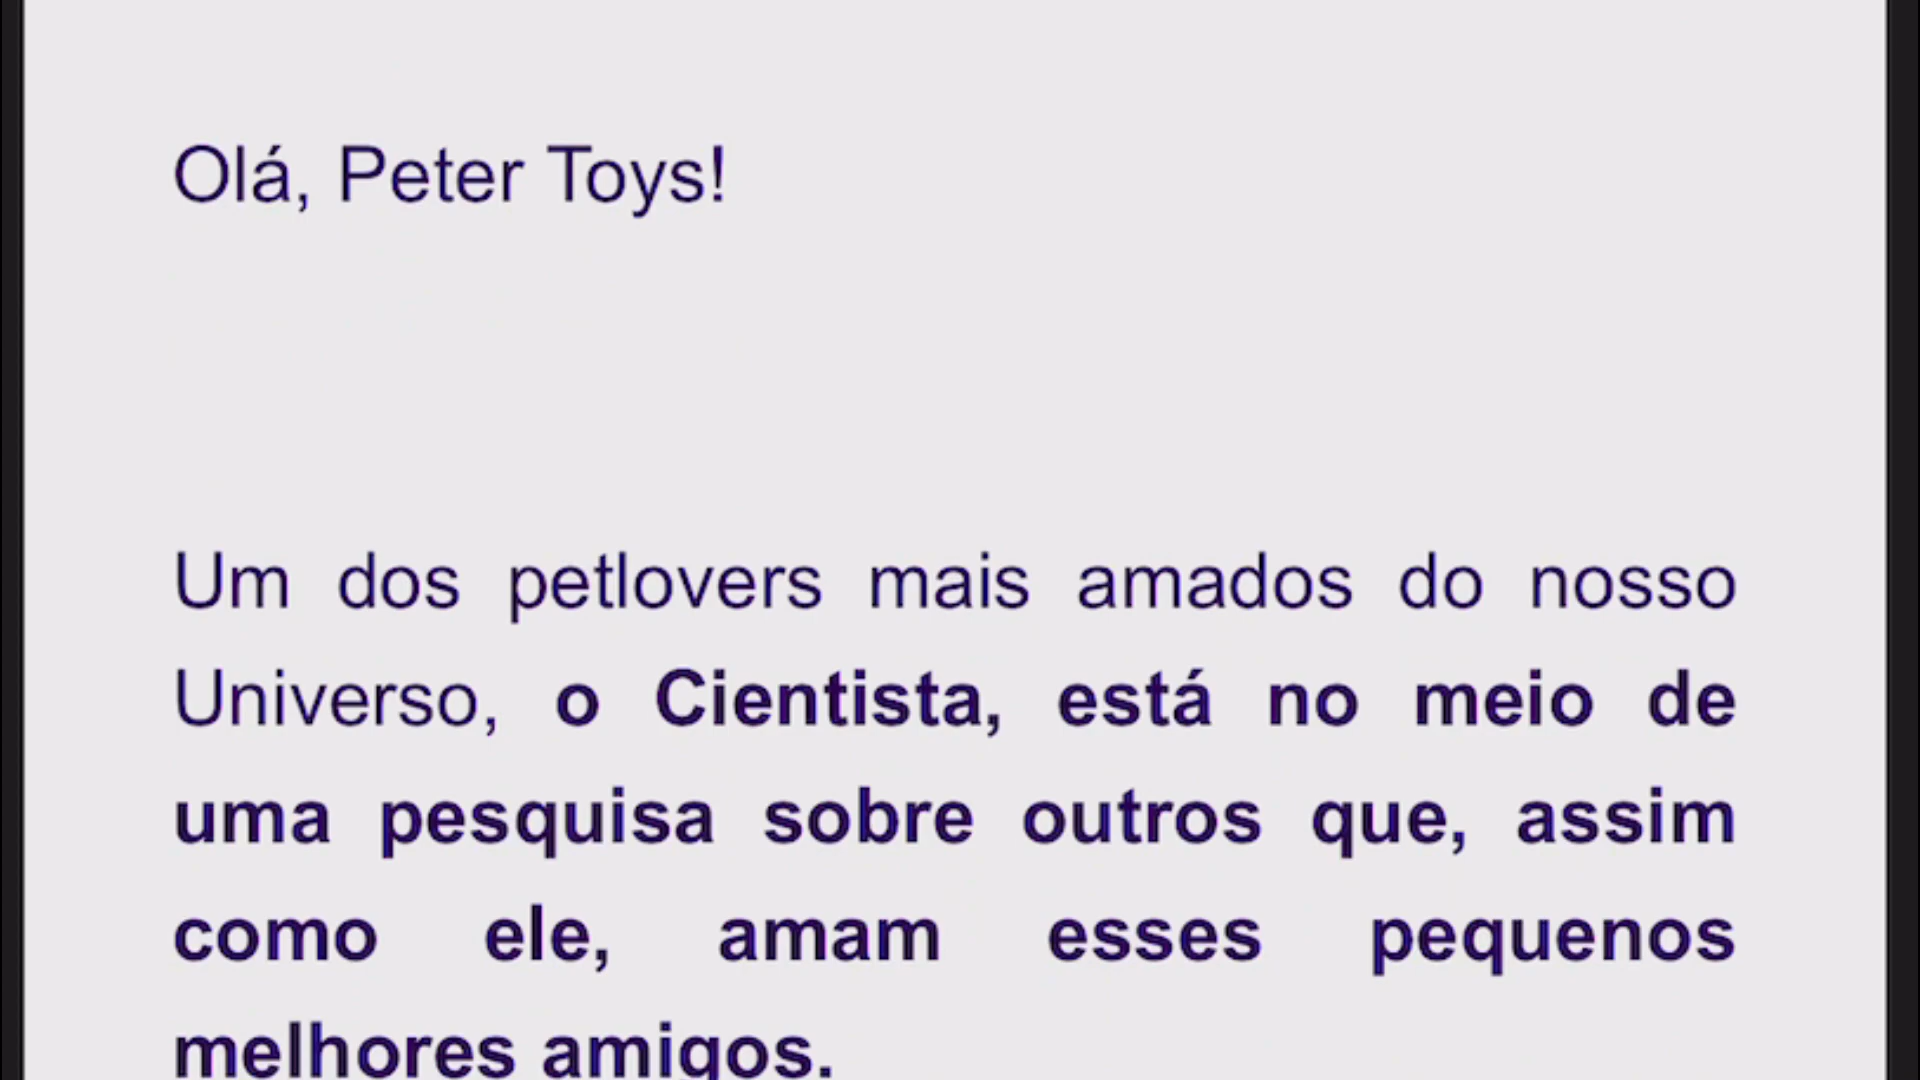 Olá, Peter Toys!
Um dos petlovers mais amados do nosso
Universo, o Cientista, está no meio de
uma pesquisa sobre outros que, assim
como ele, amam esses pequenos
melhores amigos.